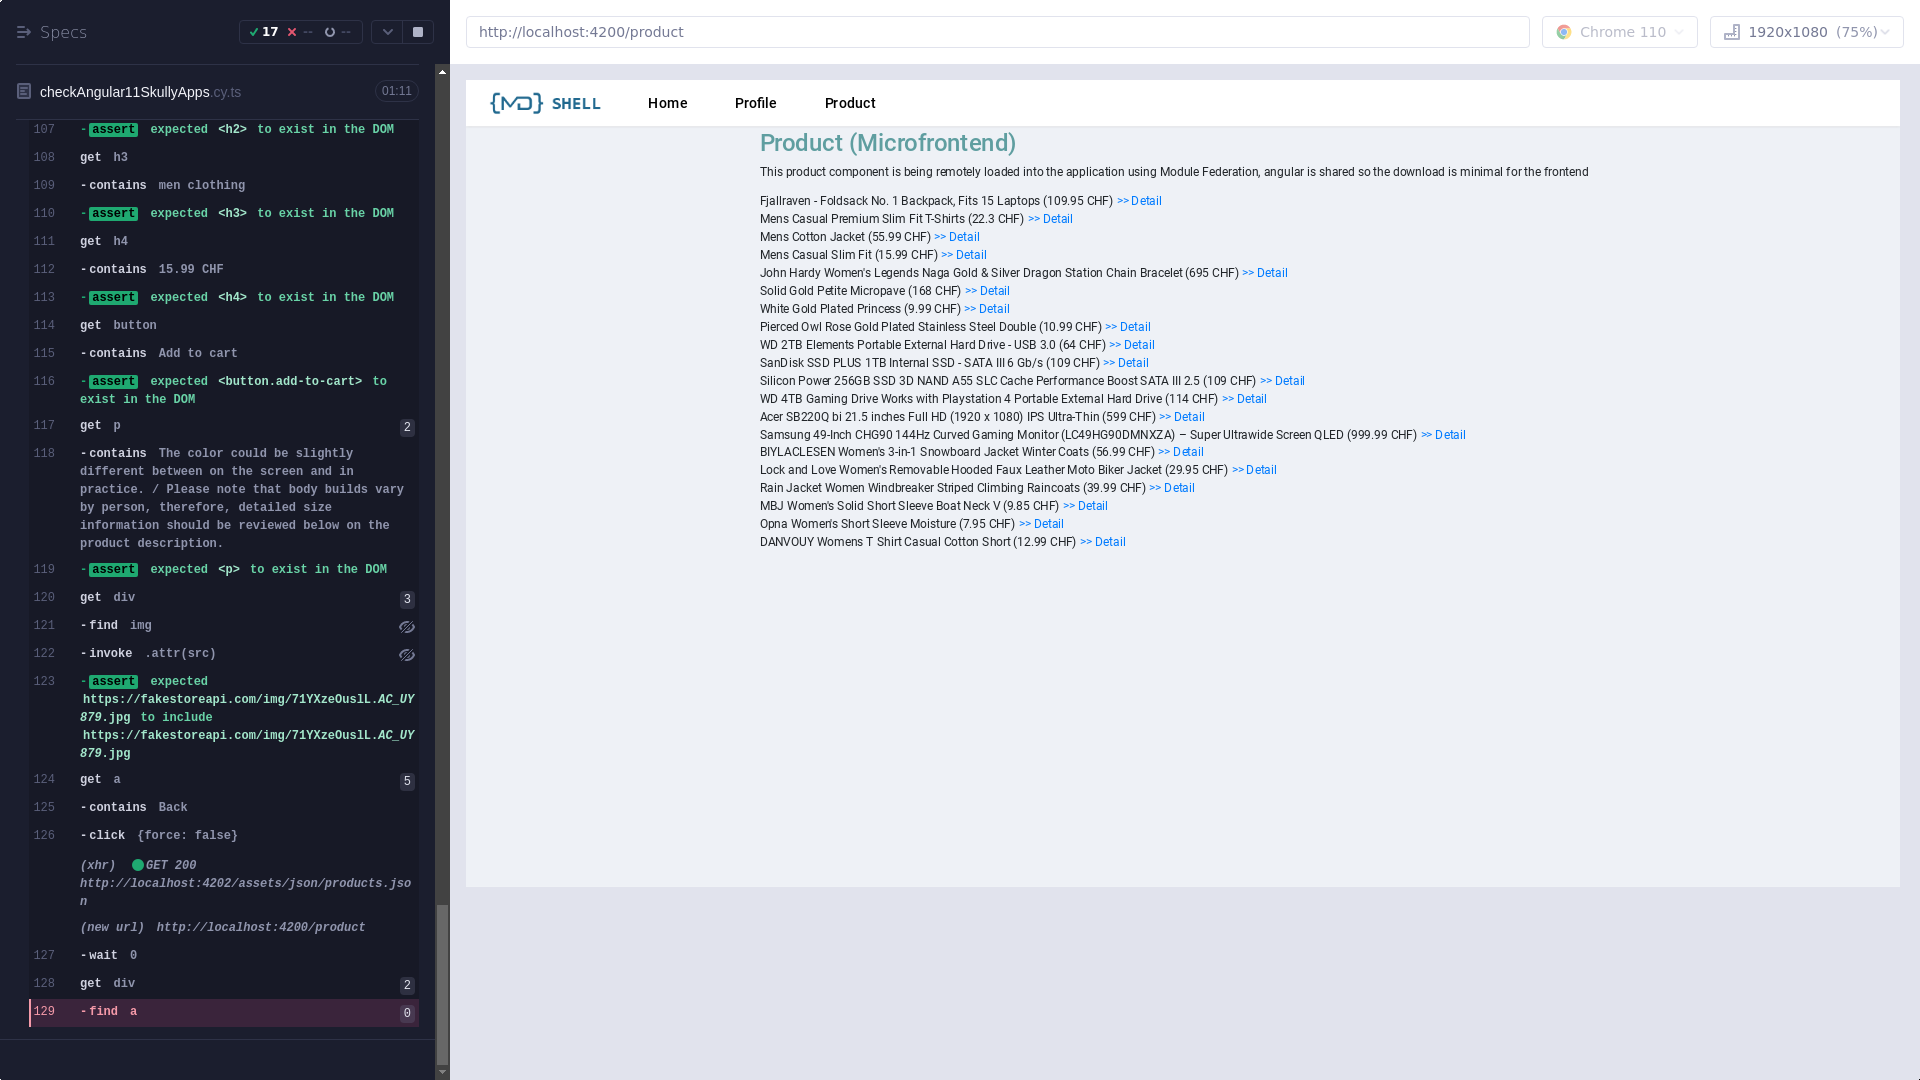 Specs
17
--
--
checkAngular11SkullyApps.cy.ts
01:11
107 -assert expected <h2> to exist in the DOM
108 get h3
109 -contains men clothing
110 -assert expected <h3> to exist in the DOM
111 get h4
112 -contains 15.99 CHF
113 -assert expected <h4> to exist in the DOM
114 get button
115 -contains Add to cart
116 -assert expected <button.add-to-cart> to
exist in the DOM
117 get p 2
118 -contains The color could be slightly
different between on the screen and in
practice. / Please note that body builds vary
by person, therefore, detailed size
information should be reviewed below on the
product description.
119 -assert expected <p> to exist in the DOM
120 get div 3
121 -find img
122 -invoke .attr(src)
123 -assert expected
https://fakestoreapi.com/img/71YXzeOuslL.AC_UY
879.jpg to include
https://fakestoreapi.com/img/71YXzeOuslL.AC_UY
879.jpg
124 get a 5
125 -contains Back
126 -click {force: false}
(xhr) GET 200
http://localhost:4202/assets/json/products.jso
n
(new url) http://localhost:4200/product
127 -wait 0
128 get div 2
129 -find a 0
http://localhost:4200/product
Chrome 110
1920x1080 (75%)
{MD} SHELL
Home
Profile
Product
Product (Microfrontend)
This product component is being remotely loaded into the application using Module Federation, angular is shared so the download is minimal for the frontend
Fjallraven - Foldsack No. 1 Backpack, Fits 15 Laptops (109.95 CHF) >> Detail
Mens Casual Premium Slim Fit T-Shirts (22.3 CHF) >> Detail
Mens Cotton Jacket (55.99 CHF) >> Detail
Mens Casual Slim Fit (15.99 CHF) >> Detail
John Hardy Women's Legends Naga Gold & Silver Dragon Station Chain Bracelet (695 CHF) >> Detail
Solid Gold Petite Micropave (168 CHF) >> Detail
White Gold Plated Princess (9.99 CHF) >> Detail
Pierced Owl Rose Gold Plated Stainless Steel Double (10.99 CHF) >> Detail
WD 2TB Elements Portable External Hard Drive - USB 3.0 (64 CHF) >> Detail
SanDisk SSD PLUS 1TB Internal SSD - SATA III 6 Gb/s (109 CHF) >> Detail
Silicon Power 256GB SSD 3D NAND A55 SLC Cache Performance Boost SATA III 2.5 (109 CHF) >> Detail
WD 4TB Gaming Drive Works with Playstation 4 Portable External Hard Drive (114 CHF) >> Detail
Acer SB220Q bi 21.5 inches Full HD (1920 x 1080) IPS Ultra-Thin (599 CHF) >> Detail
Samsung 49-Inch CHG90 144Hz Curved Gaming Monitor (LC49HG90DMNXZA) – Super Ultrawide Screen QLED (999.99 CHF) >> Detail
BIYLACLESEN Women's 3-in-1 Snowboard Jacket Winter Coats (56.99 CHF) >> Detail
Lock and Love Women's Removable Hooded Faux Leather Moto Biker Jacket (29.95 CHF) >> Detail
Rain Jacket Women Windbreaker Striped Climbing Raincoats (39.99 CHF) >> Detail
MBJ Women's Solid Short Sleeve Boat Neck V (9.85 CHF) >> Detail
Opna Women's Short Sleeve Moisture (7.95 CHF) >> Detail
DANVOUY Womens T Shirt Casual Cotton Short (12.99 CHF) >> Detail